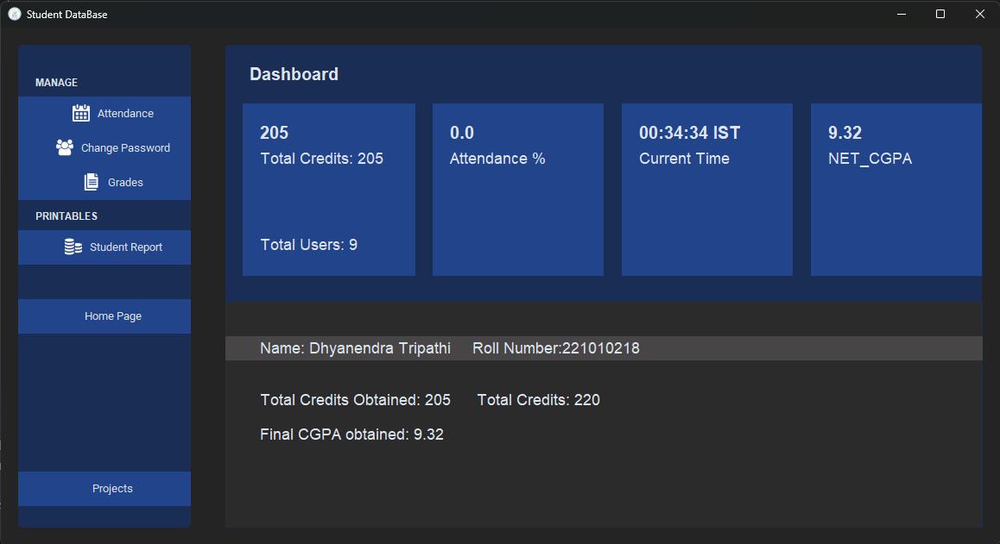 Student DataBase
MANAGE
Attendance
Change Password
Grades
PRINTABLES
Student Report
Home Page
Projects
Dashboard
205
Total Credits: 205
Total Users: 9
0.0
Attendance %
00:34:34 IST
Current Time
9.32
NET_CGPA
Name: Dhyanendra Tripathi Roll Number:221010218
Total Credits Obtained: 205 Total Credits: 220
Final CGPA obtained: 9.32